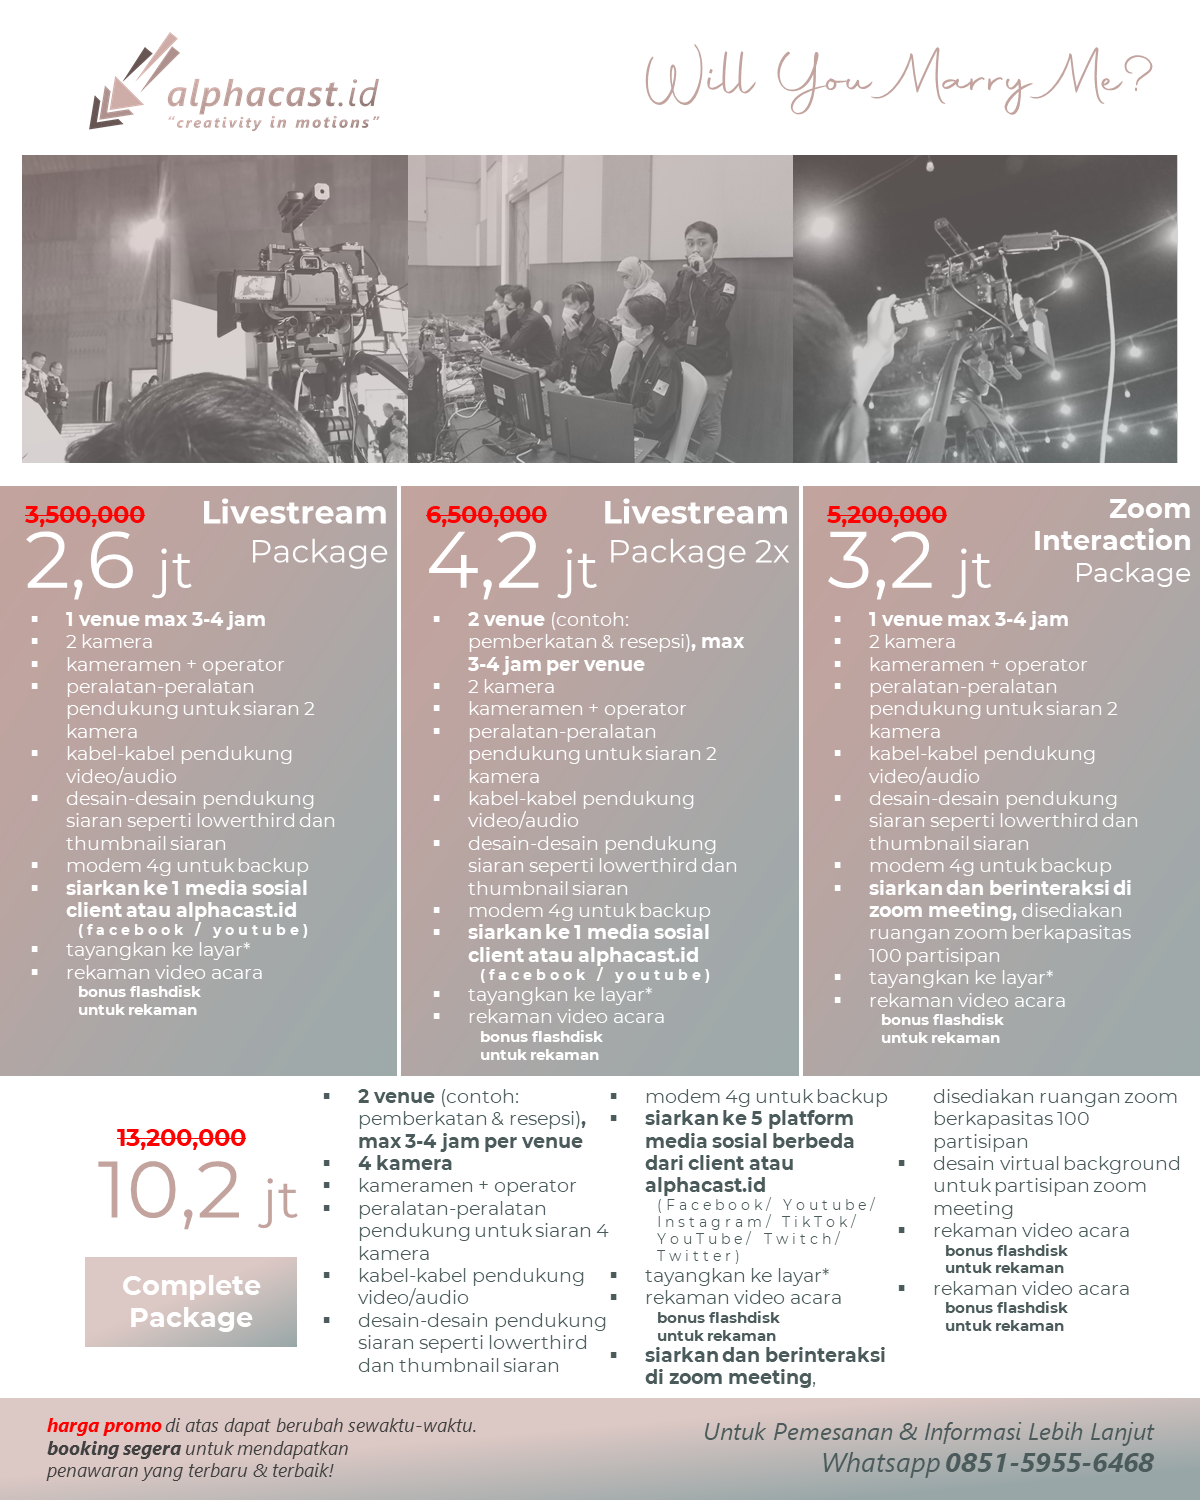 alphacast.id
"creativity in motions"
Will You Marry Me?
3,500,000
2,6 jt
Livestream
Package
▪ 1 venue max 3-4 jam
▪ 2 kamera
▪ kameramen + operator
▪ peralatan-peralatan
pendukung untuk siaran 2
kamera
▪ kabel-kabel pendukung
video/audio
▪ desain-desain pendukung
siaran seperti lowerthird dan
thumbnail siaran
▪ modem 4g untuk backup
▪ siarkan ke 1 media sosial
client atau alphacast.id
(facebook / youtube)
▪ tayangkan ke layar*
▪ rekaman video acara
bonus flashdisk
untuk rekaman
6,500,000
4,2 jt
Livestream
Package 2x
▪ 2 venue (contoh:
pemberkatan & resepsi), max
3-4 jam per venue
▪ 2 kamera
▪ kameramen + operator
▪ peralatan-peralatan
pendukung untuk siaran 2
kamera
▪ kabel-kabel pendukung
video/audio
▪ desain-desain pendukung
siaran seperti lowerthird dan
thumbnail siaran
▪ modem 4g untuk backup
▪ siarkan ke 1 media sosial
client atau alphacast.id
(facebook / youtube)
▪ tayangkan ke layar*
▪ rekaman video acara
bonus flashdisk
untuk rekaman
5,200,000
3,2 jt
Zoom
Interaction
Package
▪ 1 venue max 3-4 jam
▪ 2 kamera
▪ kameramen + operator
▪ peralatan-peralatan
pendukung untuk siaran 2
kamera
▪ kabel-kabel pendukung
video/audio
▪ desain-desain pendukung
siaran seperti lowerthird dan
thumbnail siaran
▪ modem 4g untuk backup
▪ siarkan dan berinteraksi di
zoom meeting, disediakan
ruangan zoom berkapasitas
100 partisipan
▪ tayangkan ke layar*
▪ rekaman video acara
bonus flashdisk
untuk rekaman
13,200,000
10,2 jt
Complete
Package
▪ 2 venue (contoh:
pemberkatan & resepsi),
max 3-4 jam per venue
▪ 4 kamera
▪ kameramen + operator
▪ peralatan-peralatan
pendukung untuk siaran 4
kamera
▪ kabel-kabel pendukung
video/audio
▪ desain-desain pendukung
siaran seperti lowerthird
dan thumbnail siaran
▪ modem 4g untuk backup
▪ siarkan ke 5 platform
media sosial berbeda
dari client atau
alphacast.id
(Facebook/ Youtube/
Instagram/ TikTok/
YouTube/ Twitch/
Twitter)
▪ tayangkan ke layar*
▪ rekaman video acara
bonus flashdisk
untuk rekaman
▪ siarkan dan berinteraksi
di zoom meeting,
disediakan ruangan zoom
berkapasitas 100
partisipan
▪ desain virtual background
untuk partisipan zoom
meeting
▪ rekaman video acara
bonus flashdisk
untuk rekaman
▪ rekaman video acara
bonus flashdisk
untuk rekaman
harga promo di atas dapat berubah sewaktu-waktu.
booking segera untuk mendapatkan
penawaran yang terbaru & terbaik!
Untuk Pemesanan & Informasi Lebih Lanjut
Whatsapp 0851-5955-6468